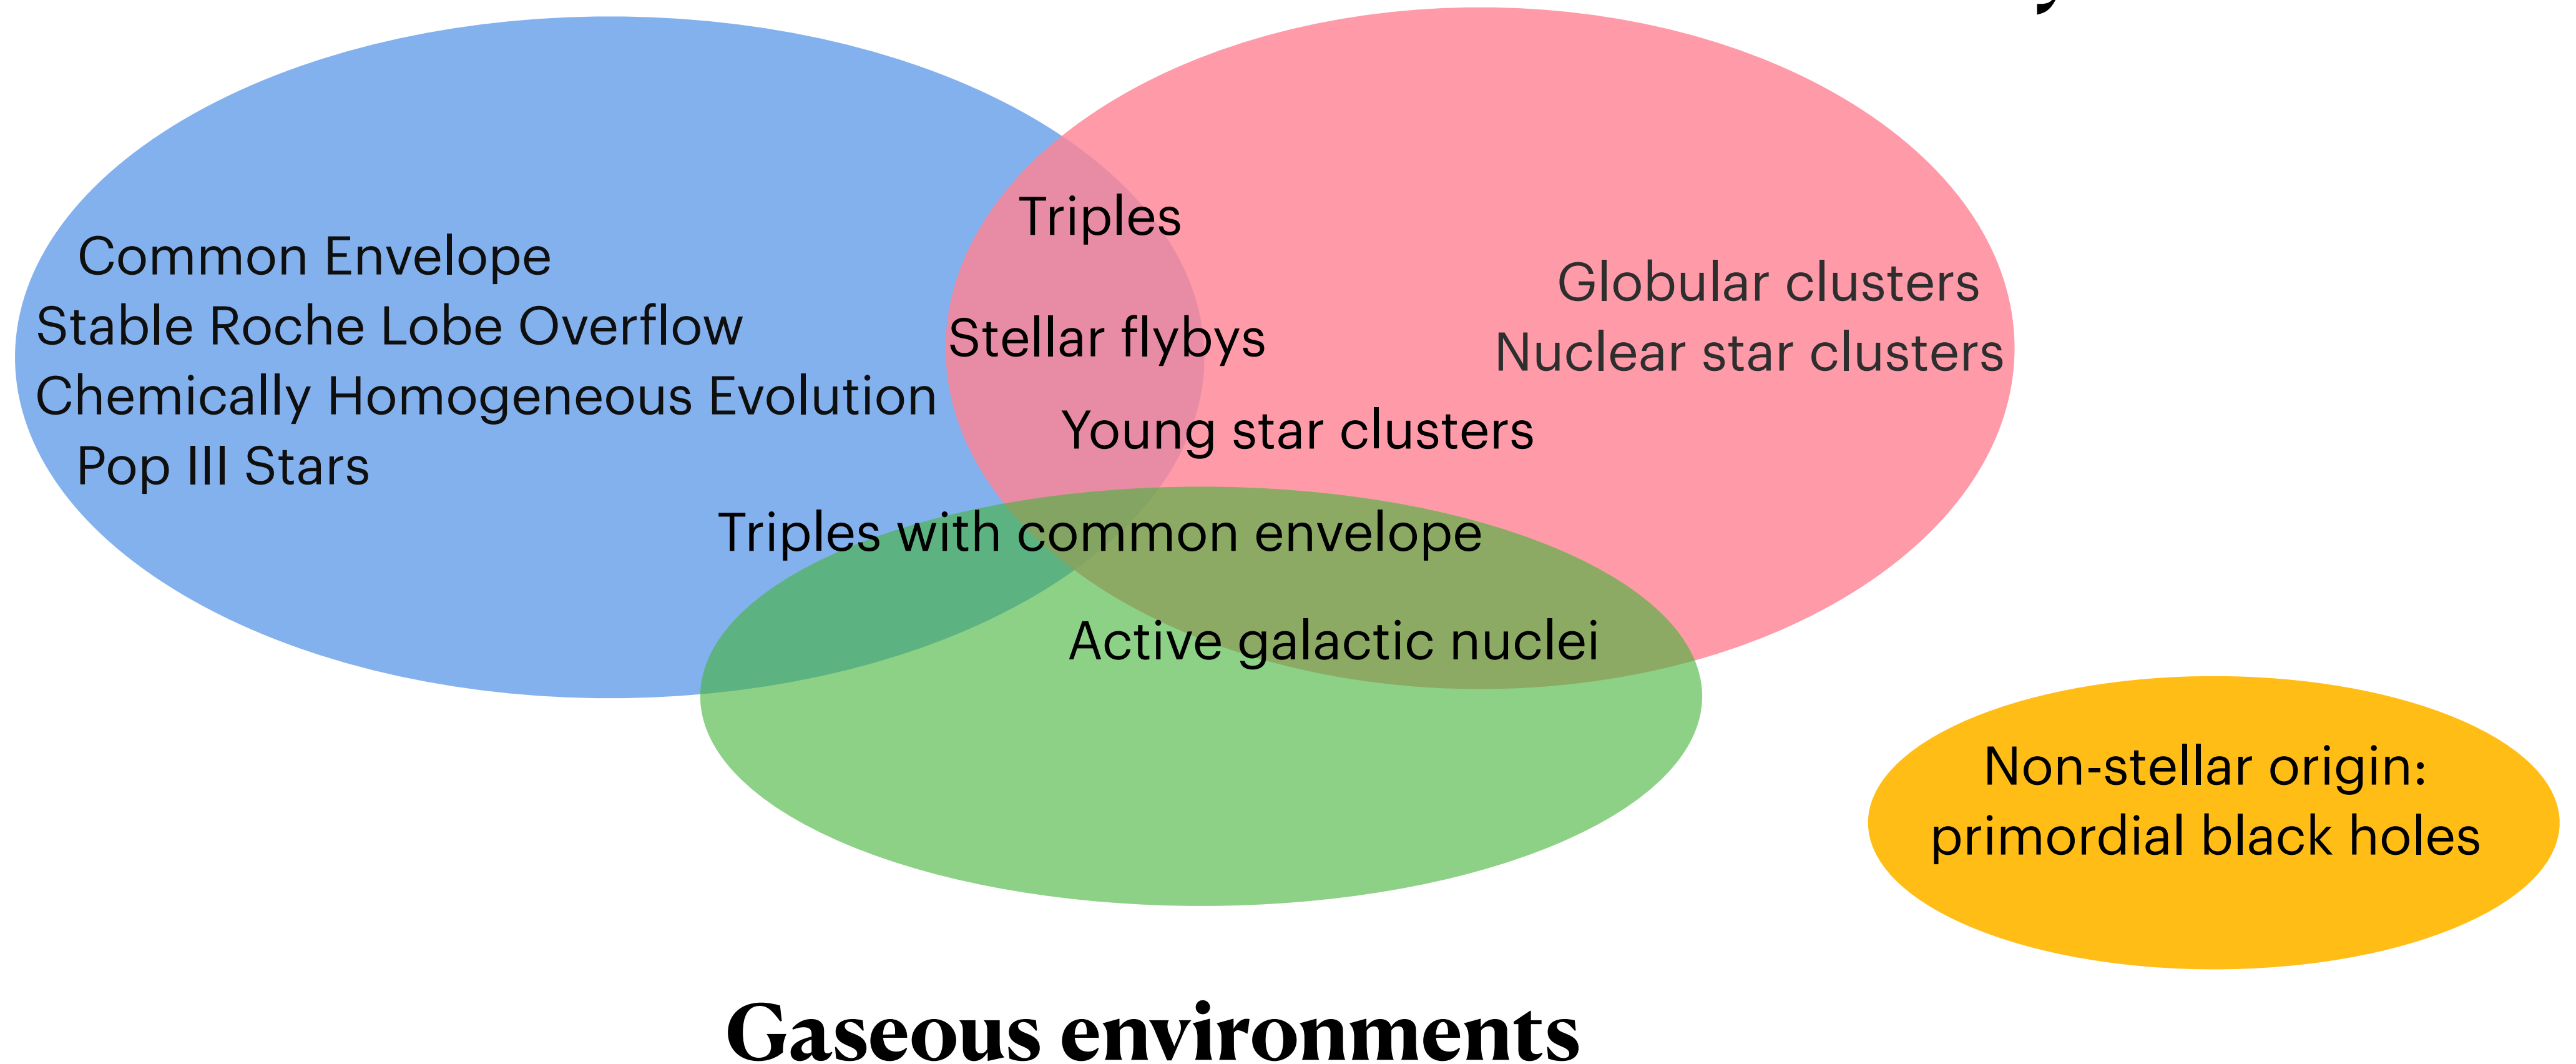 Common Envelope
Stable Roche Lobe Overflow
Chemically Homogeneous Evolution
Pop III Stars
Triples
Stellar flybys
Young star clusters
Globular clusters
Nuclear star clusters
Triples with common envelope
Active galactic nuclei
Non-stellar origin:
primordial black holes
Gaseous environments